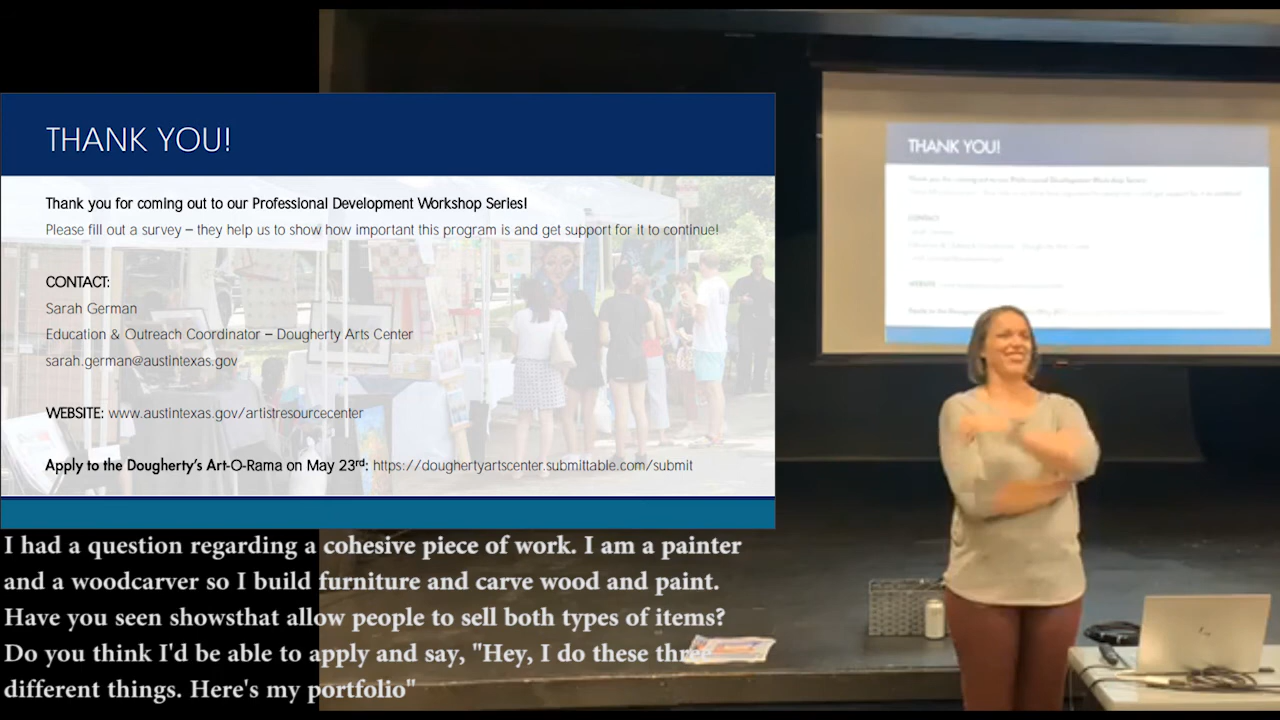 THANK YOU!
Thank you for coming out to our Professional Development Workshop Series!
Please fill out a survey – they help us to show how important this program is and get support for it to continue!
CONTACT:
Sarah German
Education & Outreach Coordinator – Dougherty Arts Center
sarah.german@austintexas.gov
WEBSITE: www.austintexas.gov/artistresourcecenter
Apply to the Dougherty's Art-O-Rama on May 23rd: https://doughertyartscenter.submittable.com/submit
THANK YOU!
I had a question regarding a cohesive piece of work. I am a painter
and a woodcarver so I build furniture and carve wood and paint.
Have you seen showsthat allow people to sell both types of items?
Do you think I'd be able to apply and say, "Hey, I do these three
different things. Here's my portfolio"